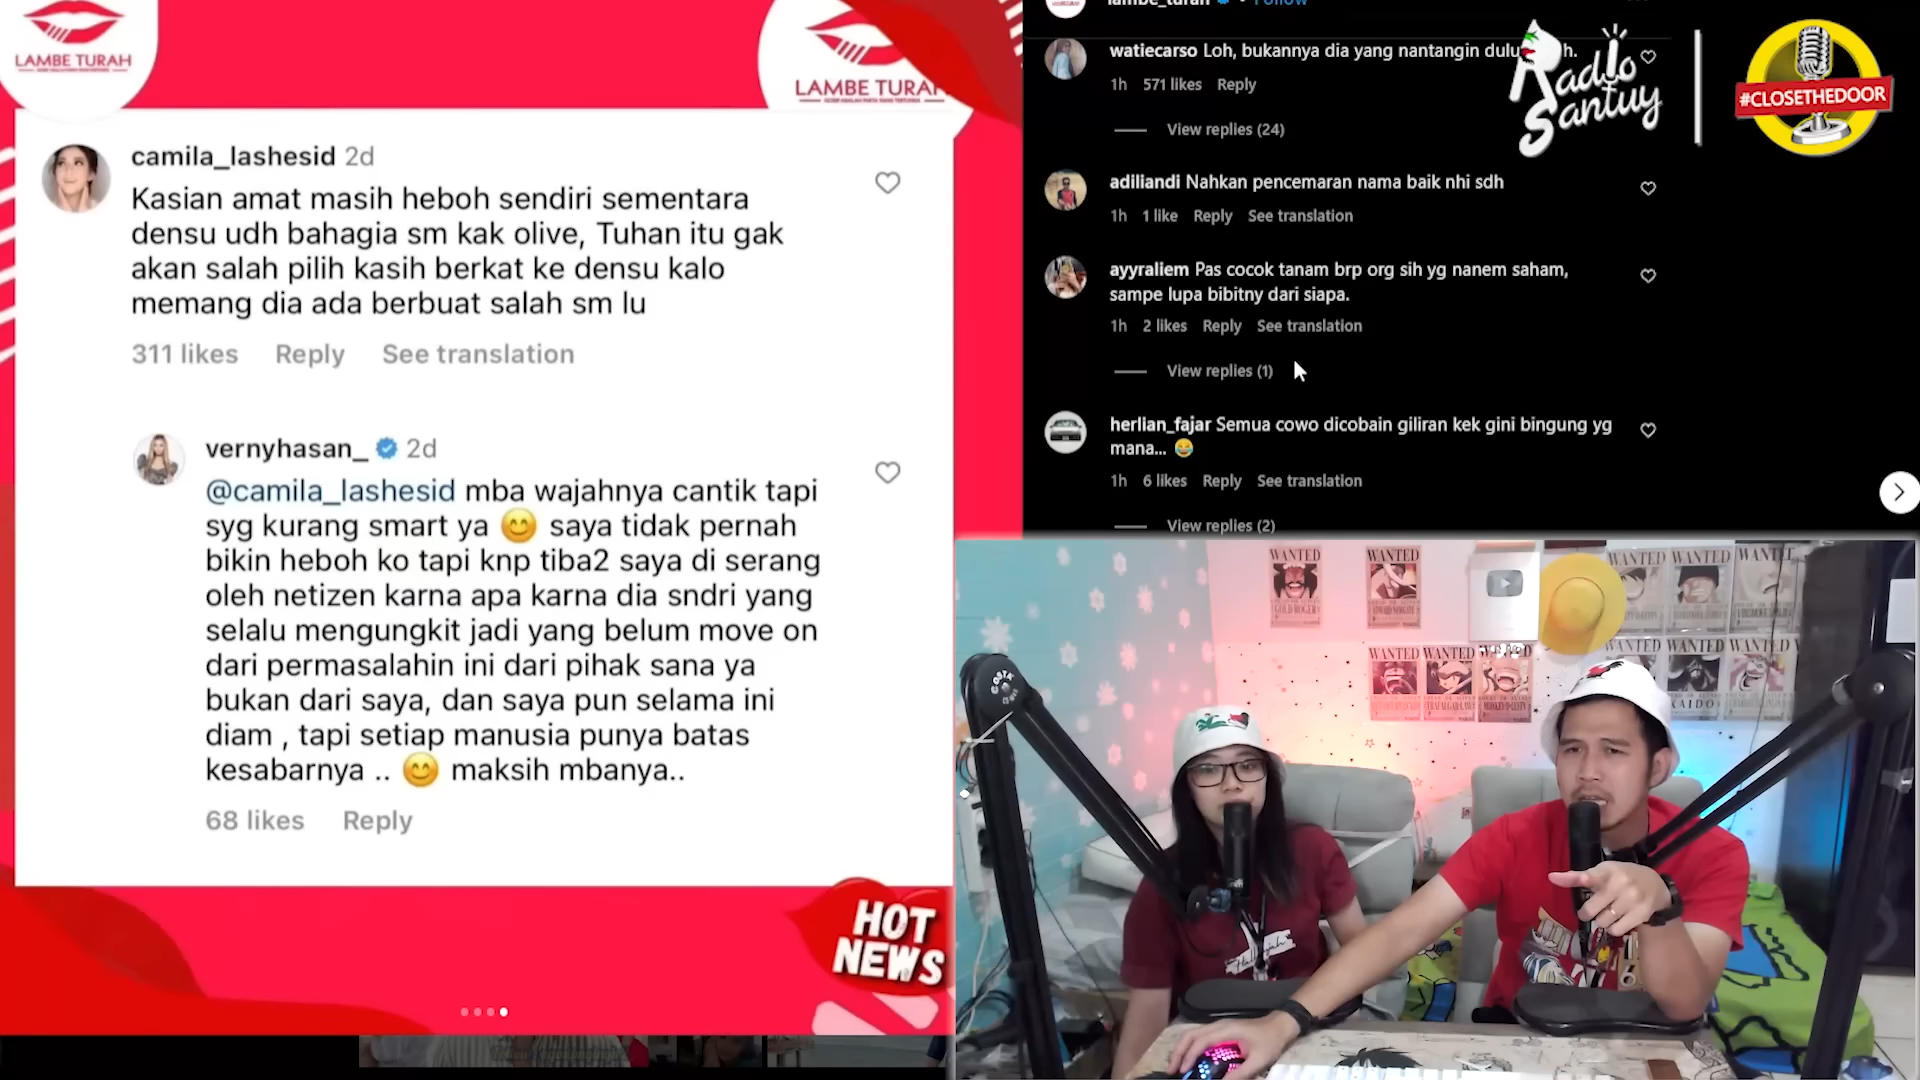 LAMBE TURAH
LAMBE TURAH
camila_lashesid 2d
Kasian amat masih heboh sendiri sementara
densu udh bahagia sm kak olive, Tuhan itu gak
akan salah pilih kasih berkat ke densu kalo
memang dia ada berbuat salah sm lu
311 likes Reply See translation
vernyhasan_ 2d
@camila_lashesid mba wajahnya cantik tapi
syg kurang smart ya 😊 saya tidak pernah
bikin heboh ko tapi knp tiba2 saya di serang
oleh netizen karna apa karna dia sndri yang
selalu mengungkit jadi yang belum move on
dari permasalahin ini dari pihak sana ya
bukan dari saya, dan saya pun selama ini
diam , tapi setiap manusia punya batas
kesabarnya .. 😊 maksih mbanya..
68 likes Reply
HOT
NEWS
lambe_turah • Follow
watiecarso Loh, bukannya dia yang nantangin dulu
1h 571 likes Reply
View replies (24)
adiliandi Nahkan pencemaran nama baik nhi sdh
1h 1 like Reply See translation
ayyraliem Pas cocok tanam brp org sih yg nanem saham,
sampe lupa bibitny dari siapa.
1h 2 likes Reply See translation
View replies (1)
herlian_fajar Semua cowo dicobain giliran kek gini bingung yg
mana... 😂
1h 6 likes Reply See translation
View replies (2)
Radio
Santuy
#CLOSETHEDOOR
WANTED
GOLD ROGER
WANTED
WANTED
WANTED
WANTED
WANTED
WANTED
WANTED
WANTED
WANTED
KAIDO